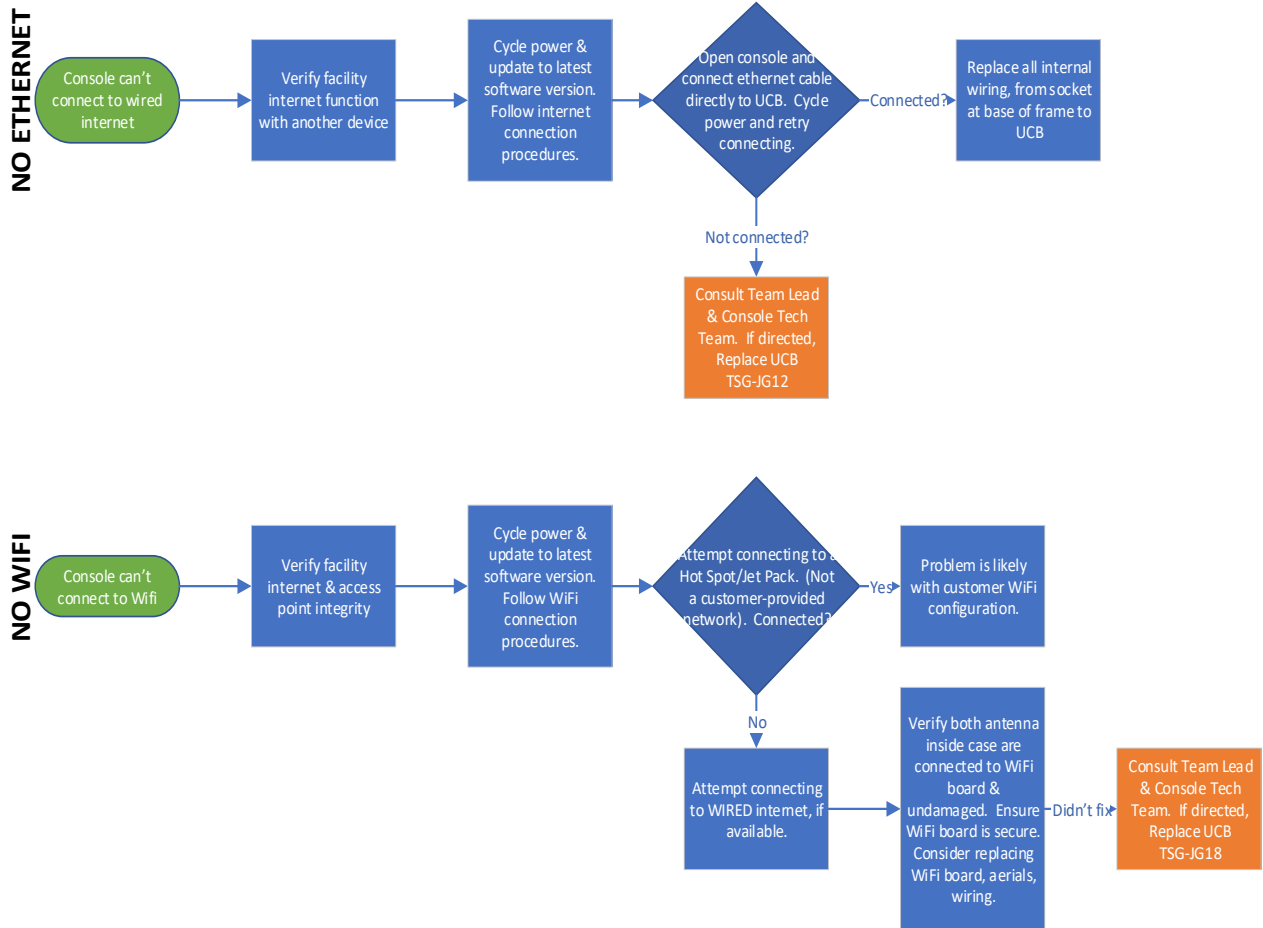 NO ETHERNET
Console can't
connect to wired
internet
Verify facility
internet function
with another device
Cycle power &
update to latest
software version.
Follow internet
connection
procedures.
Open console and
connect ethernet cable
directly to UCB. Cycle
power and retry
connecting.
Connected?
Replace all internal
wiring, from socket
at base of frame to
UCB
Not connected?
Consult Team Lead
& Console Tech
Team. If directed,
Replace UCB
TSG-JG12
NO WIFI
Console can't
connect to Wifi
Verify facility
internet & access
point integrity
Cycle power &
update to latest
software version.
Follow WiFi
connection
procedures.
Attempt connecting to a
Hot Spot/Jet Pack. (Not
a customer-provided
network). Connected?
Yes
Problem is likely
with customer WiFi
configuration.
No
Attempt connecting
to WIRED internet, if
available.
Verify both antenna
inside case are
connected to WiFi
board &
undamaged. Ensure
WiFi board is secure.
Consider replacing
WiFi board, aerials,
wiring.
Didn't fix
Consult Team Lead
& Console Tech
Team. If directed,
Replace UCB
TSG-JG18